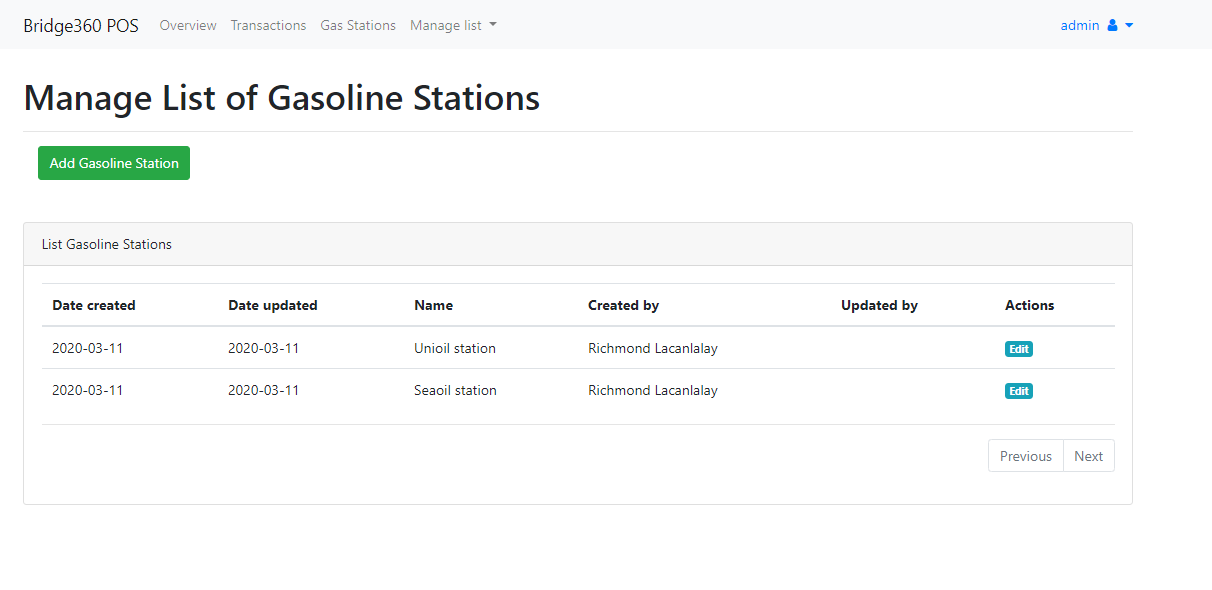 Bridge360 POS Overview Transactions Gas Stations Manage list admin
Manage List of Gasoline Stations
Add Gasoline Station
List Gasoline Stations
Date created Date updated Name Created by Updated by Actions
2020-03-11 2020-03-11 Unioil station Richmond Lacanlalay Edit
2020-03-11 2020-03-11 Seaoil station Richmond Lacanlalay Edit
Previous Next